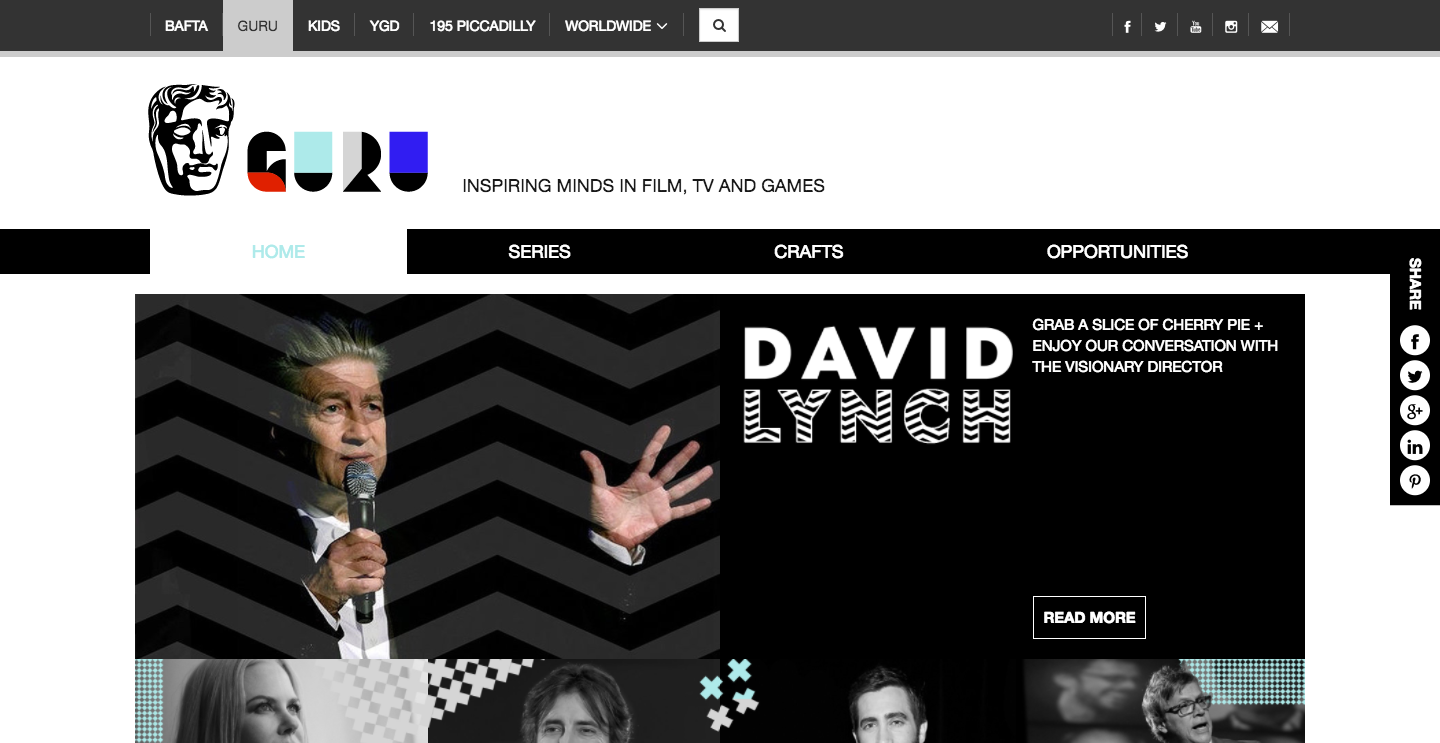 BAFTA
GURU
KIDS
YGD
195 PICCADILLY
WORLDWIDE
GURU
INSPIRING MINDS IN FILM, TV AND GAMES
HOME
SERIES
CRAFTS
OPPORTUNITIES
SHARE
DAVID
LYNCH
GRAB A SLICE OF CHERRY PIE +
ENJOY OUR CONVERSATION WITH
THE VISIONARY DIRECTOR
READ MORE